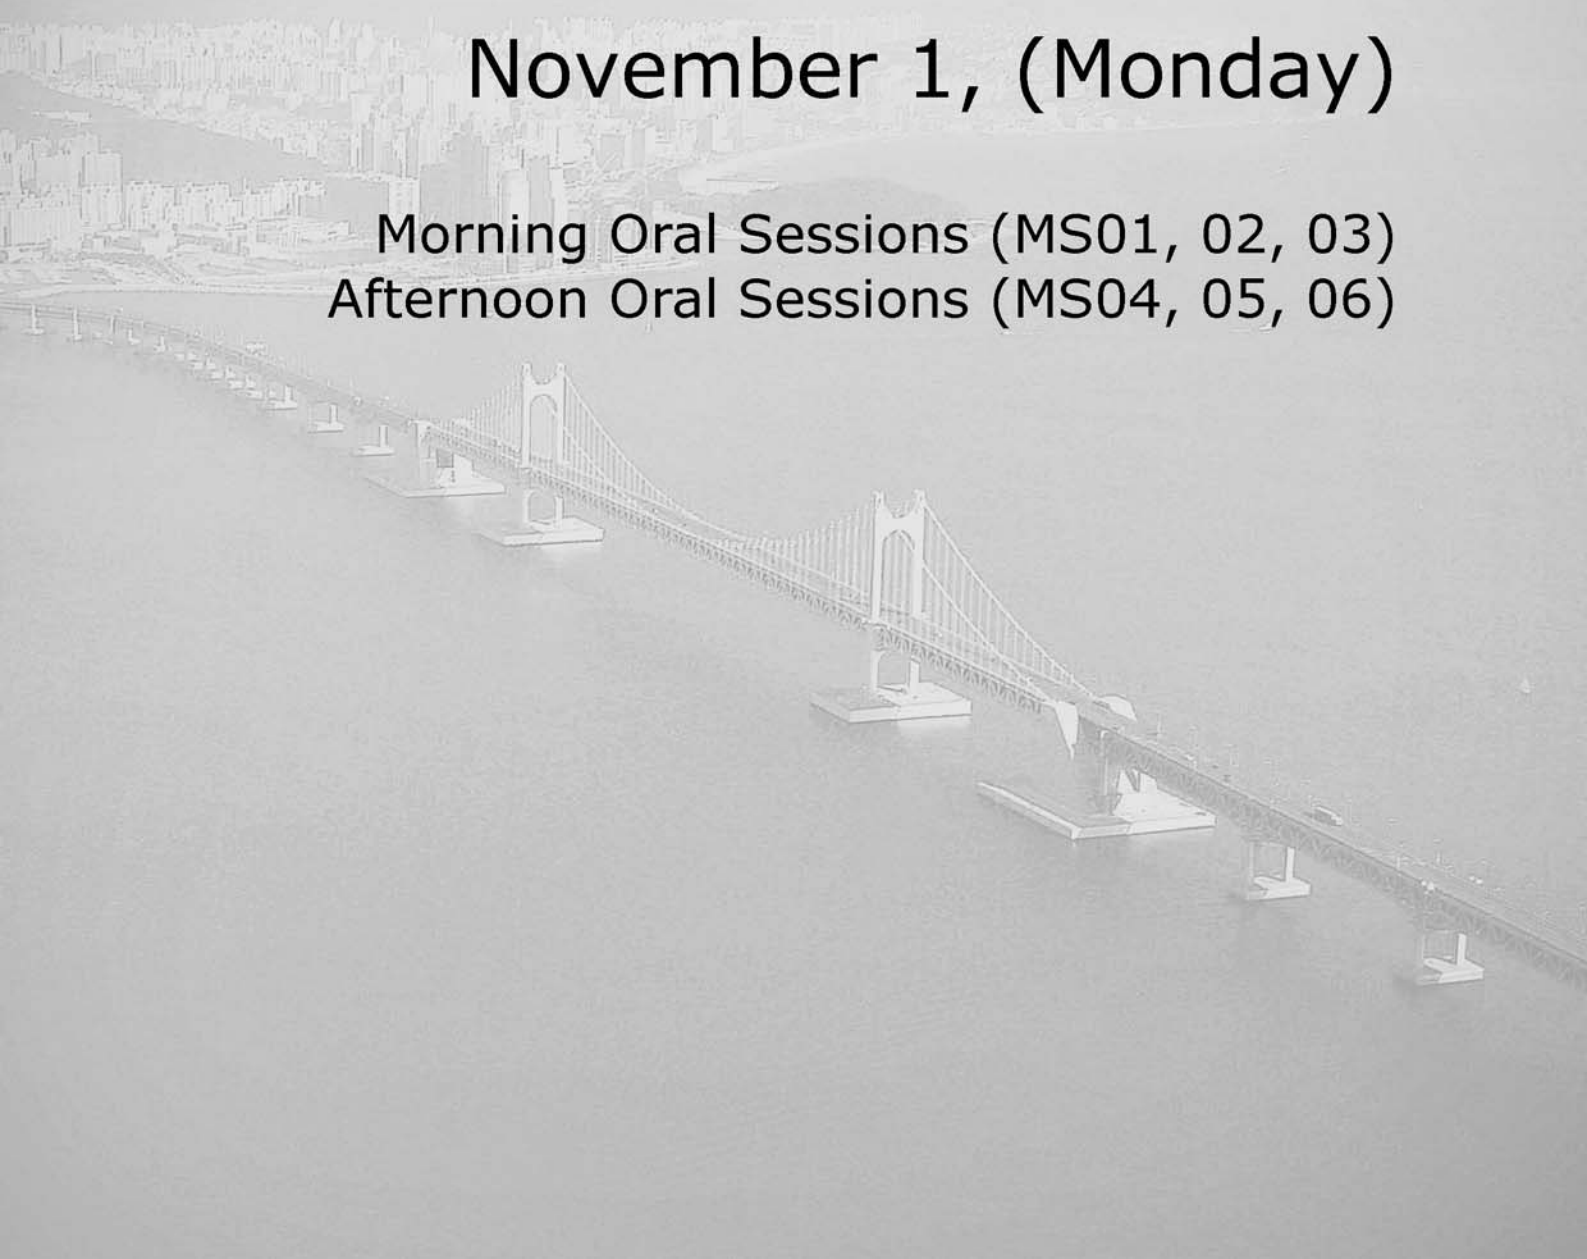 November 1, (Monday)
Morning Oral Sessions (MS01, 02, 03)
Afternoon Oral Sessions (MS04, 05, 06)